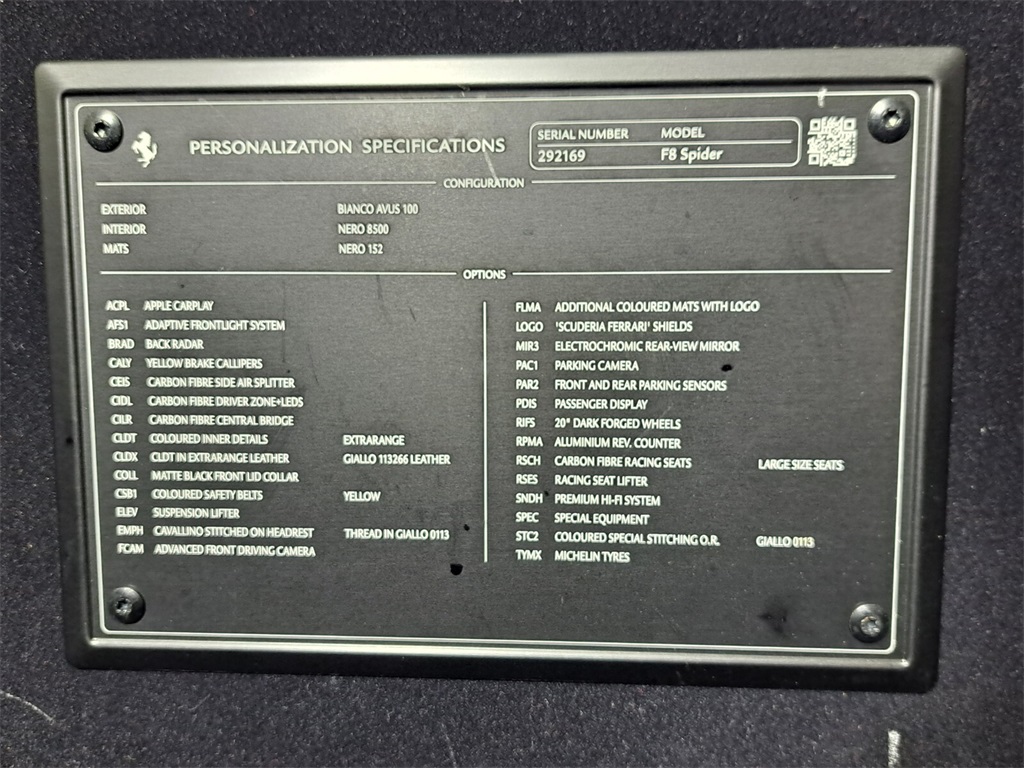 PERSONALIZATION SPECIFICATIONS
SERIAL NUMBER MODEL
292169 F8 Spider
CONFIGURATION
EXTERIOR BIANCO AVUS 100
INTERIOR NERO 8500
MATS NERO 152
OPTIONS
ACPL APPLE CARPLAY
AFS1 ADAPTIVE FRONTLIGHT SYSTEM
BRAD BACK RADAR
CALY YELLOW BRAKE CALLIPERS
CEIS CARBON FIBRE SIDE AIR SPLITTER
CIDL CARBON FIBRE DRIVER ZONE+LEDS
CILR CARBON FIBRE CENTRAL BRIDGE
CLDT COLOURED INNER DETAILS EXTRARANGE
CLDX CLDT IN EXTRARANGE LEATHER GIALLO 113266 LEATHER
COLL MATTE BLACK FRONT LID COLLAR
CSB1 COLOURED SAFETY BELTS YELLOW
ELEV SUSPENSION LIFTER
EMPH CAVALLINO STITCHED ON HEADREST THREAD IN GIALLO 0113
FCAM ADVANCED FRONT DRIVING CAMERA
FLMA ADDITIONAL COLOURED MATS WITH LOGO
LOGO 'SCUDERIA FERRARI' SHIELDS
MIR3 ELECTROCHROMIC REAR-VIEW MIRROR
PAC1 PARKING CAMERA
PAR2 FRONT AND REAR PARKING SENSORS
PDIS PASSENGER DISPLAY
RIFS 20" DARK FORGED WHEELS
RPMA ALUMINIUM REV. COUNTER
RSCH CARBON FIBRE RACING SEATS LARGE SIZE SEATS
RSES RACING SEAT LIFTER
SNDH PREMIUM HI-FI SYSTEM
SPEC SPECIAL EQUIPMENT
STC2 COLOURED SPECIAL STITCHING O.R. GIALLO 0113
TYMX MICHELIN TYRES